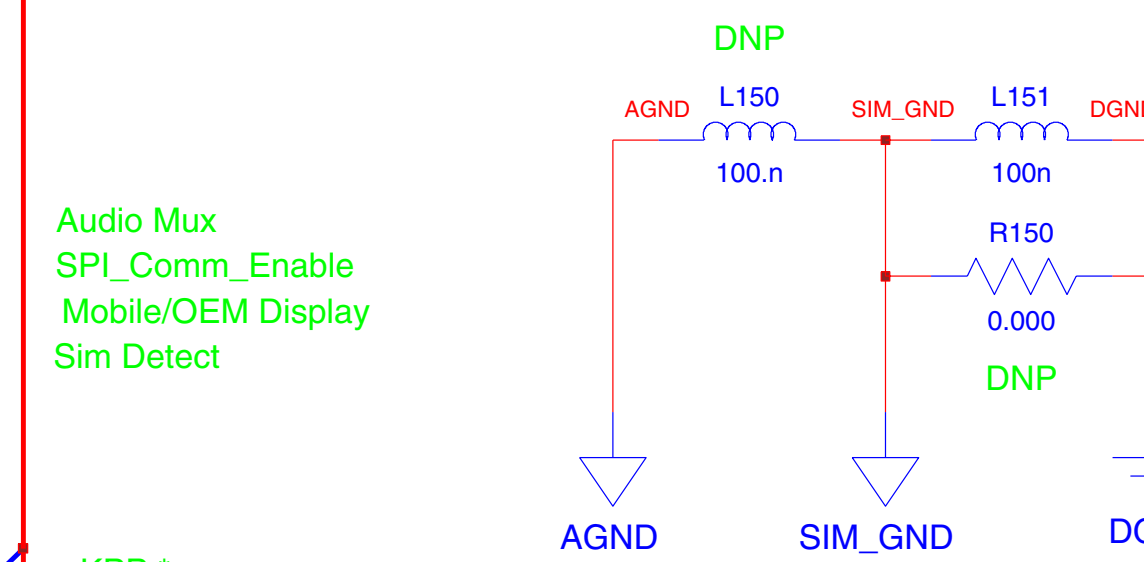 DNP
L150
L151
AGND
SIM_GND
100.n
100n
Audio Mux
SPI_Comm_Enable
Mobile/OEM Display
Sim Detect
R150
0.000
DNP
AGND
SIM_GND